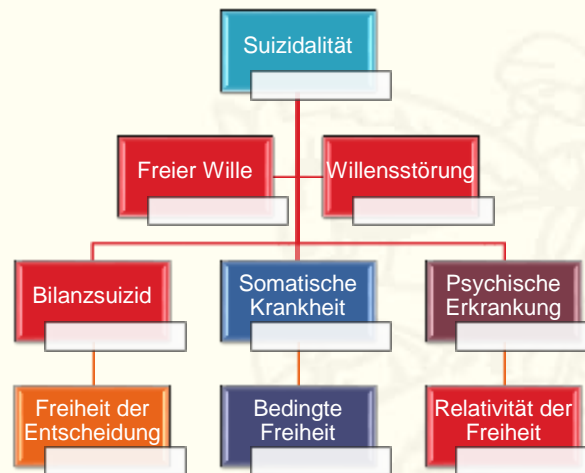 Suizidalität
Freier Wille
Willensstörung
Bilanzsuizid
Somatische
Krankheit
Psychische
Erkrankung
Freiheit der
Entscheidung
Bedingte
Freiheit
Relativität der
Freiheit